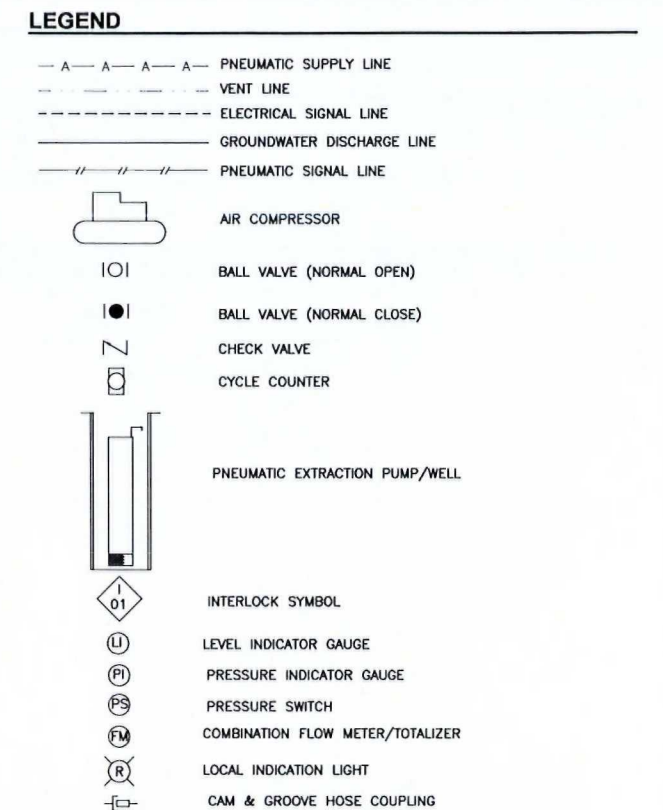 LEGEND
A A A A PNEUMATIC SUPPLY LINE
VENT LINE
ELECTRICAL SIGNAL LINE
GROUNDWATER DISCHARGE LINE
PNEUMATIC SIGNAL LINE
AIR COMPRESSOR
BALL VALVE (NORMAL OPEN)
BALL VALVE (NORMAL CLOSE)
CHECK VALVE
CYCLE COUNTER
PNEUMATIC EXTRACTION PUMP/WELL
I
01 INTERLOCK SYMBOL
LI LEVEL INDICATOR GAUGE
PI PRESSURE INDICATOR GAUGE
PS PRESSURE SWITCH
FM COMBINATION FLOW METER/TOTALIZER
R LOCAL INDICATION LIGHT
CAM & GROOVE HOSE COUPLING